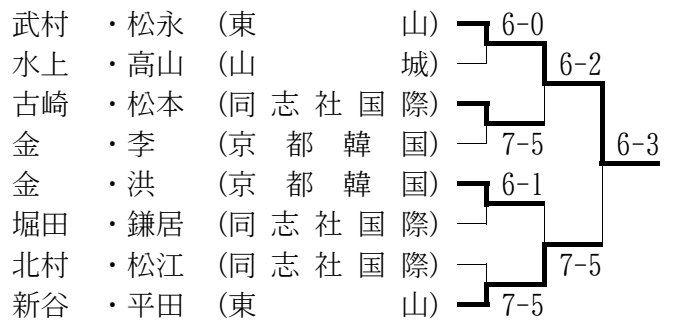 武村 ・松永 (東 山) 6-0
水上 ・高山 (山 城) 6-2
古崎 ・松本 (同志社国際)
金 ・李 (京都韓国) 7-5 6-3
金 ・洪 (京都韓国) 6-1
堀田 ・鎌居 (同志社国際)
北村 ・松江 (同志社国際) 7-5
新谷 ・平田 (東 山) 7-5